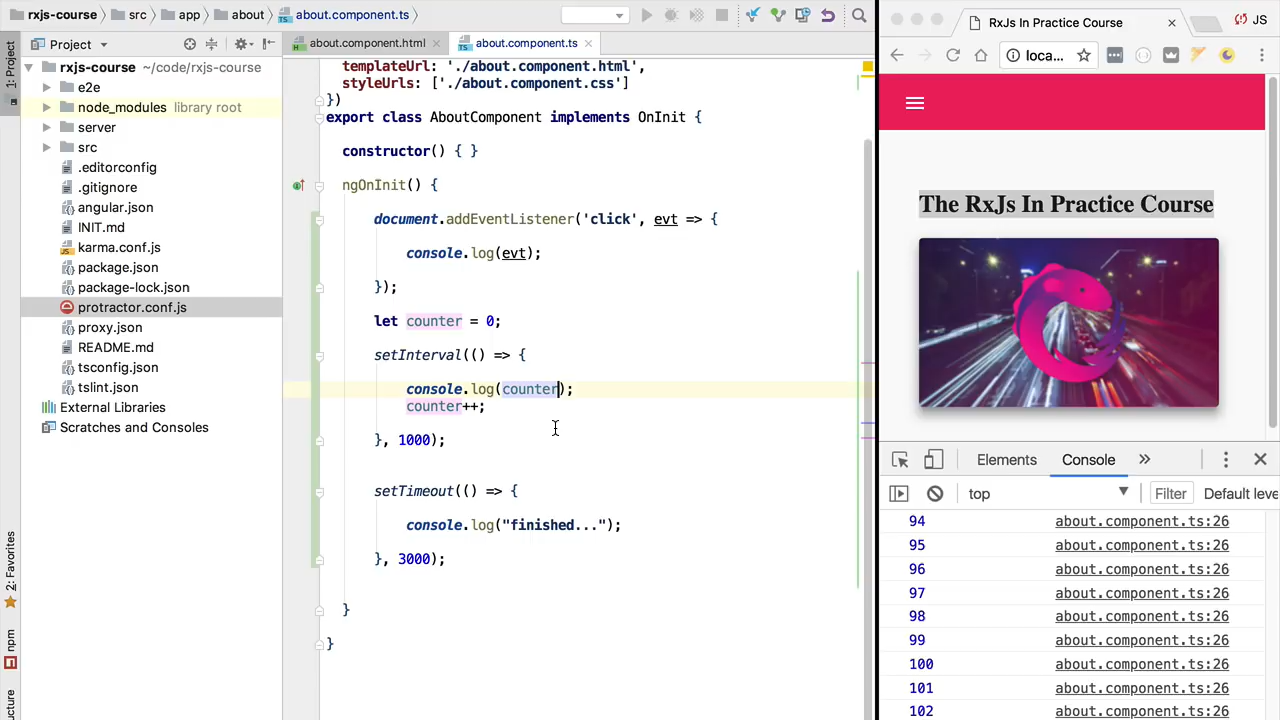 rxjs-course src app about about.component.ts
Project
about.component.html about.component.ts
RxJs In Practice Course
JS
loca...
1: Project
2: Favorites
npm
ructure
rxjs-course ~/code/rxjs-course
e2e
node_modules library root
server
src
.editorconfig
.gitignore
angular.json
INIT.md
karma.conf.js
package.json
package-lock.json
protractor.conf.js
proxy.json
README.md
tsconfig.json
tslint.json
External Libraries
Scratches and Consoles
templateUrl: './about.component.html',
styleUrls: ['./about.component.css']
})
export class AboutComponent implements OnInit {
constructor() { }
ngOnInit() {
document.addEventListener('click', evt => {
console.log(evt);
});
let counter = 0;
setInterval(() => {
console.log(counter);
counter++;
}, 1000);
setTimeout(() => {
console.log("finished...");
}, 3000);
}
}
The RxJs In Practice Course
Elements Console
top Filter Default leve
94 about.component.ts:26
95 about.component.ts:26
96 about.component.ts:26
97 about.component.ts:26
98 about.component.ts:26
99 about.component.ts:26
100 about.component.ts:26
101 about.component.ts:26
102 about.component.ts:26